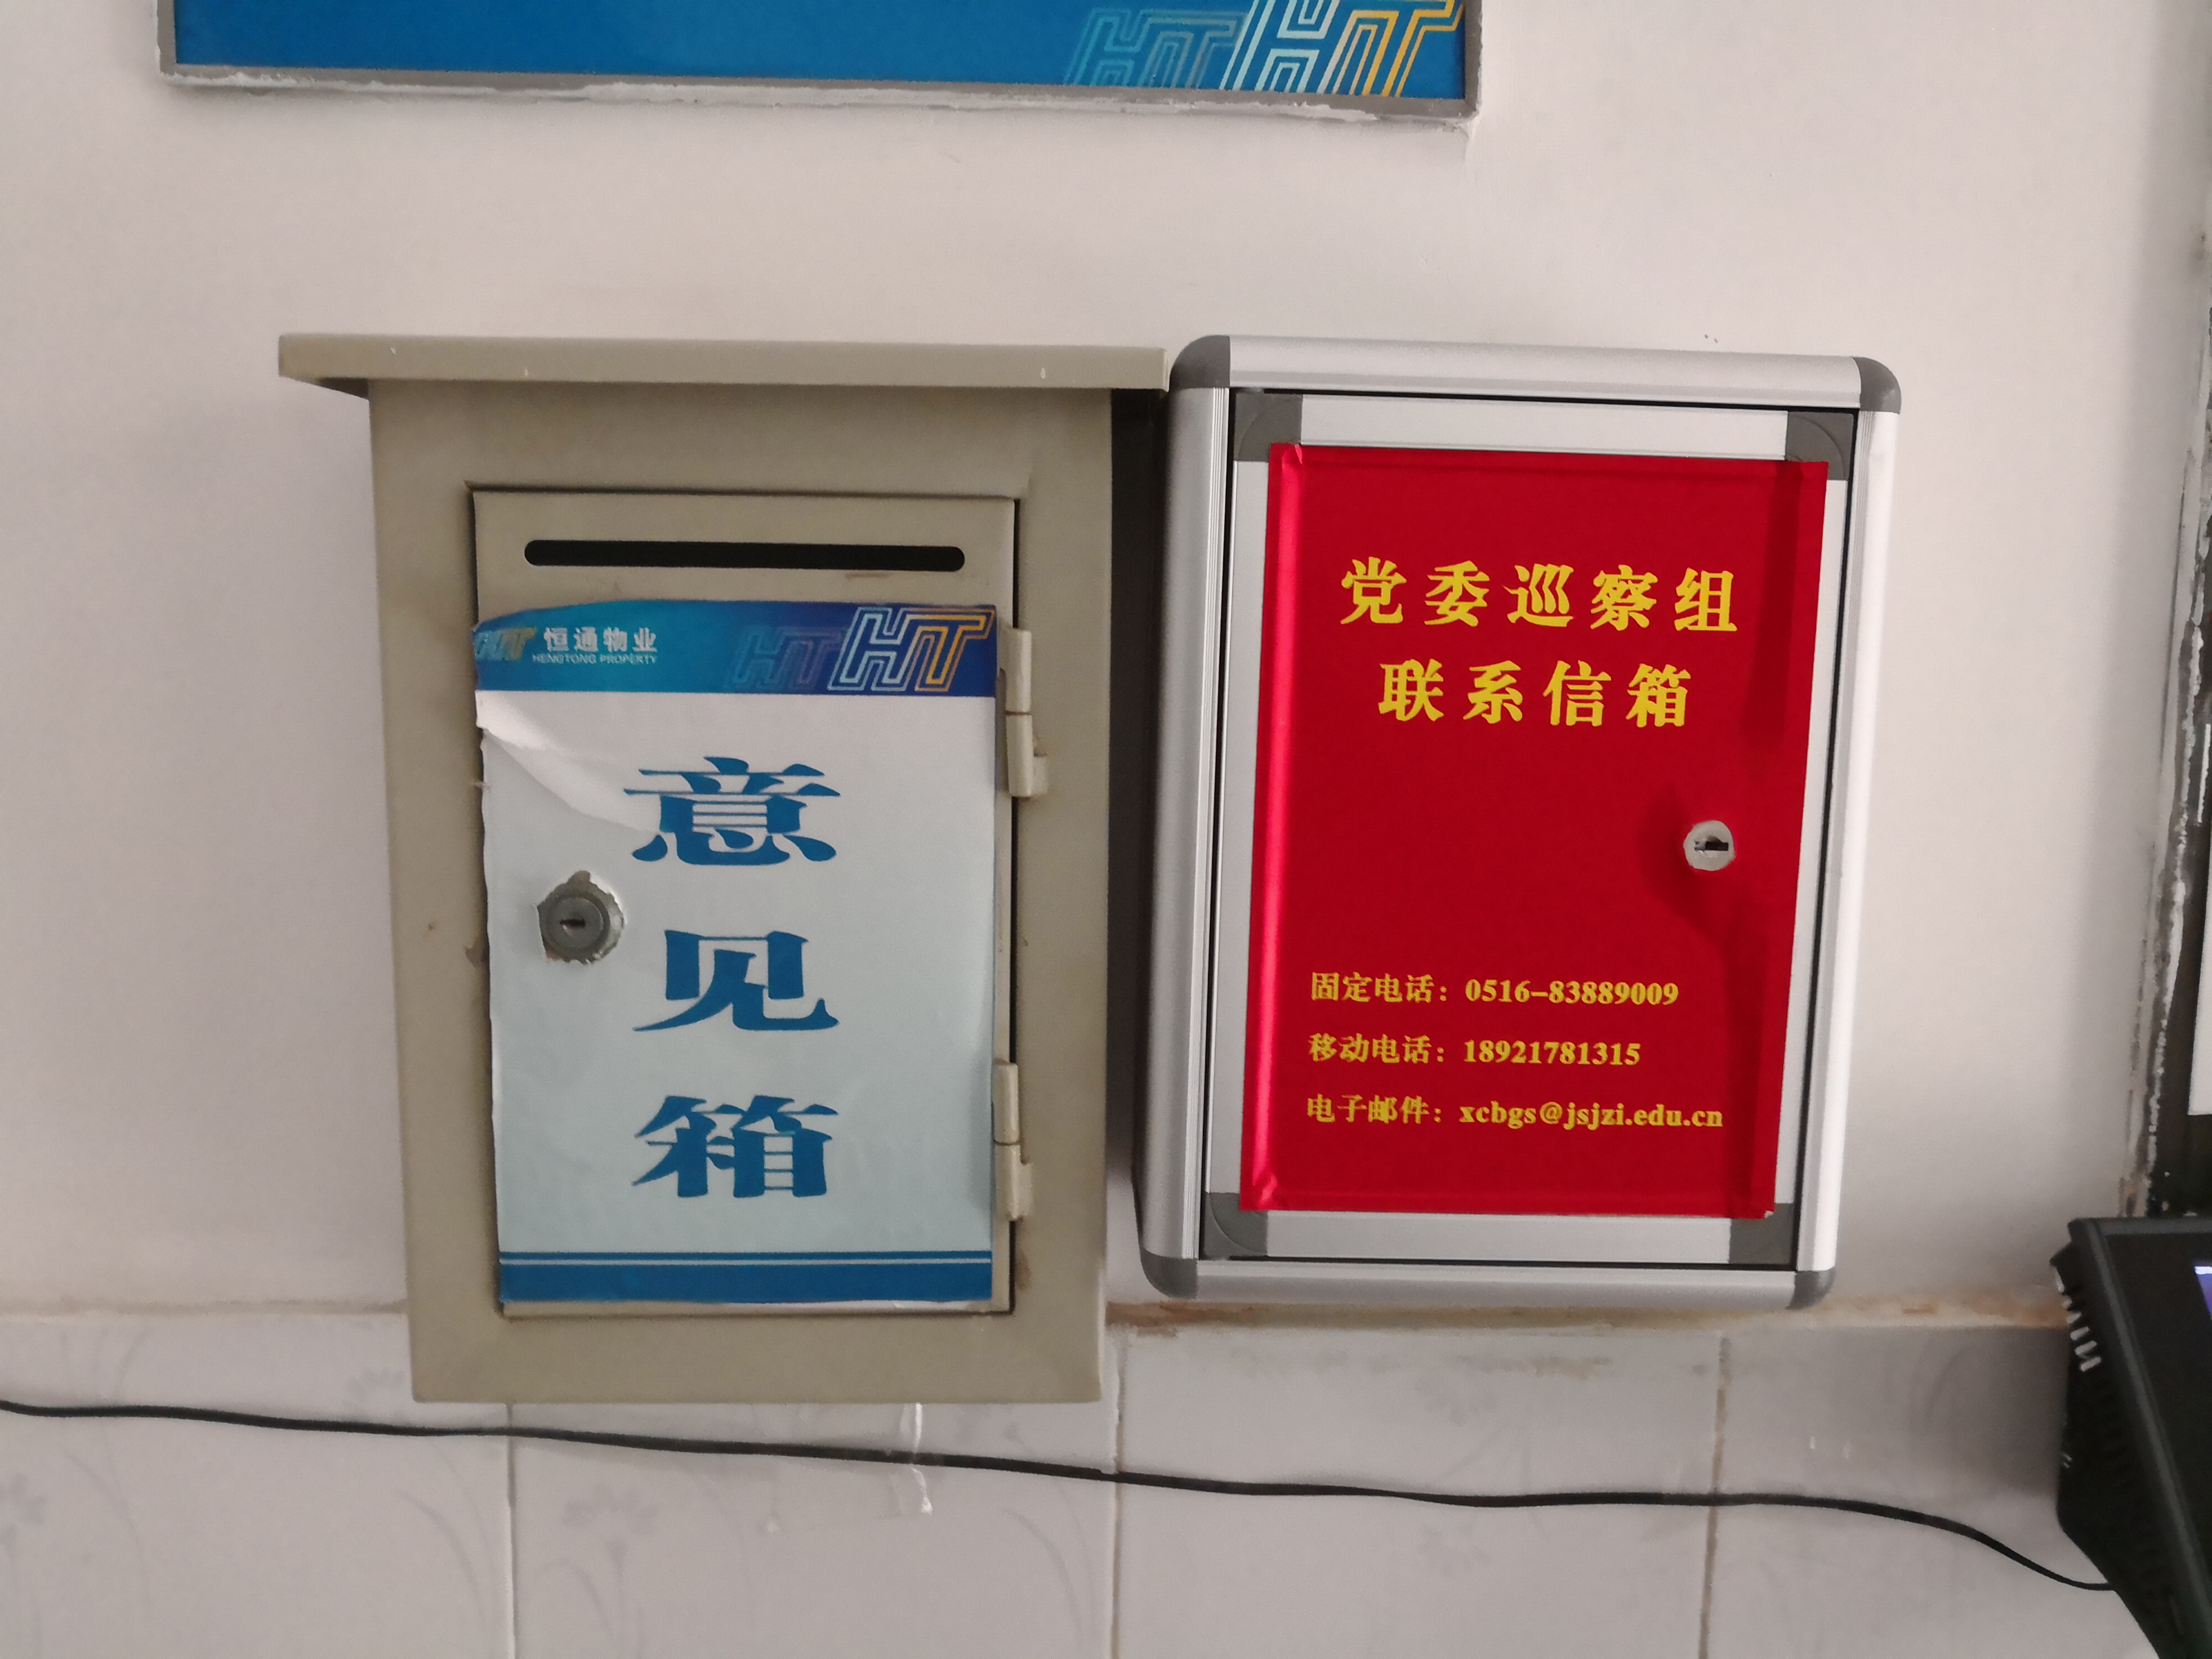 HT HT
恒通物业
HENGTONG PROPERTY
HT HT
意
见
箱
党委巡察组
联系信箱
固定电话：0516-83889009
移动电话：18921781315
电子邮件：xcbgs@jsjzi.edu.cn